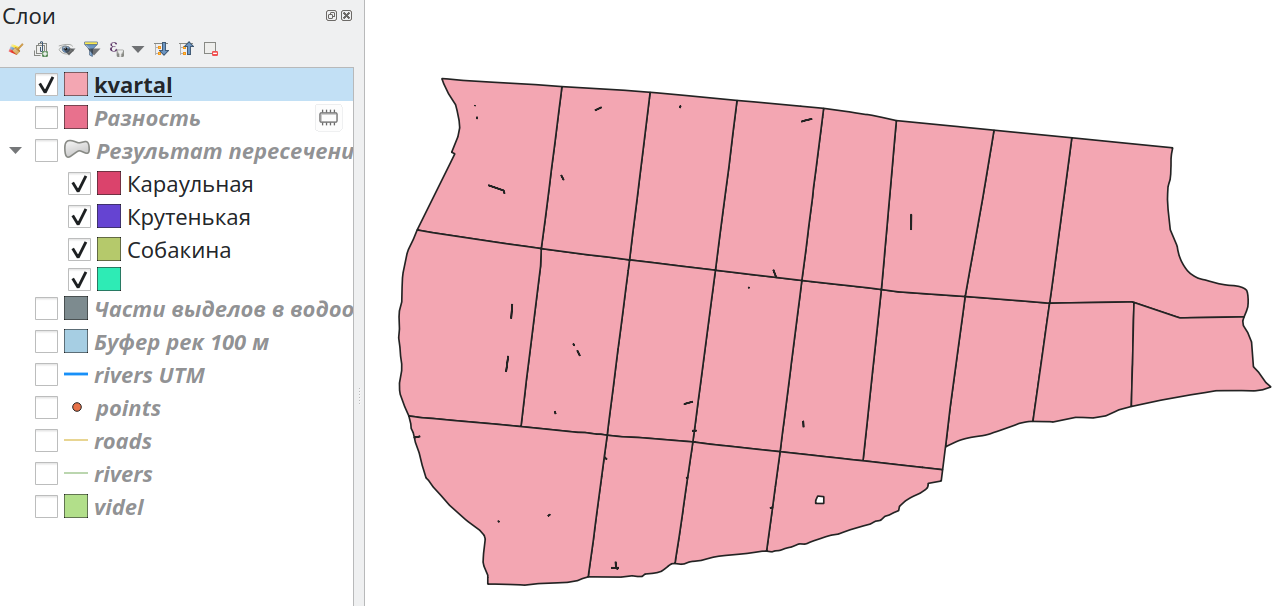 Слои
kvartal
Разность
Результат пересечени
Караульная
Крутенькая
Собакина
Части выделов в водоо
Буфер рек 100 м
rivers UTM
points
roads
rivers
videl